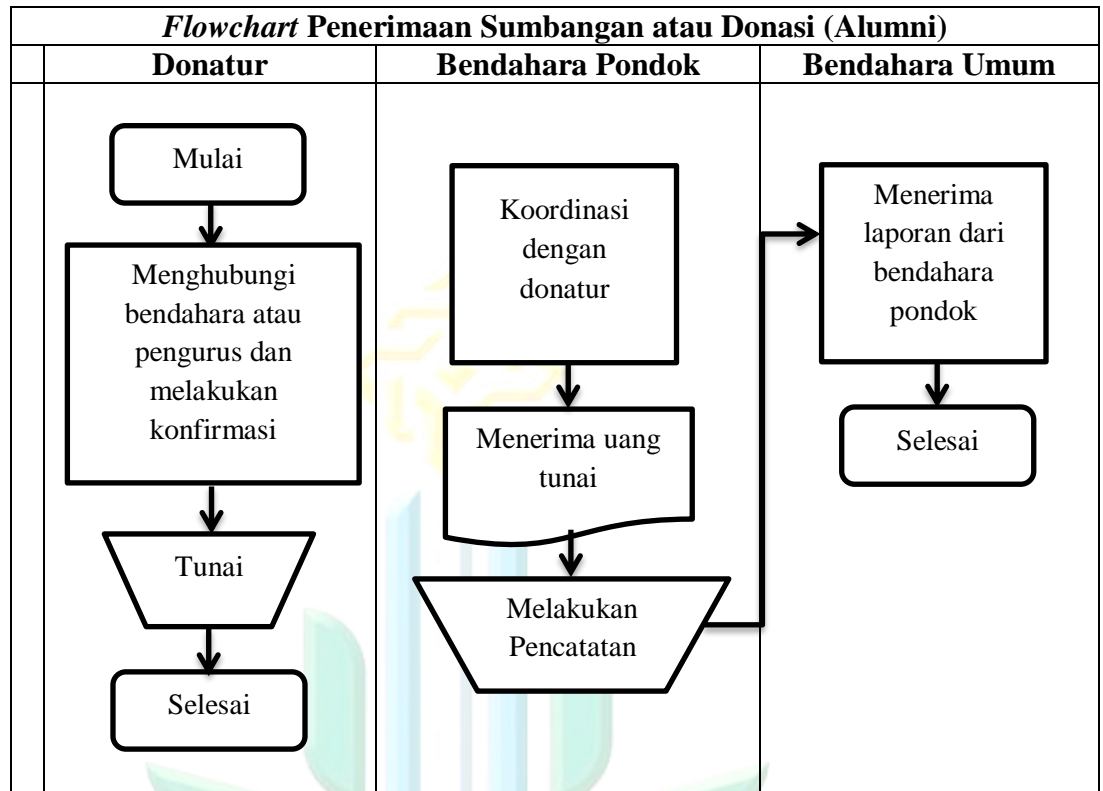 Flowchart Penerimaan Sumbangan atau Donasi (Alumni)
Donatur
Bendahara Pondok
Bendahara Umum
Mulai
Menghubungi
bendahara atau
pengurus dan
melakukan
konfirmasi
Tunai
Selesai
Koordinasi
dengan
donatur
Menerima uang
tunai
Melakukan
Pencatatan
Menerima
laporan dari
bendahara
pondok
Selesai